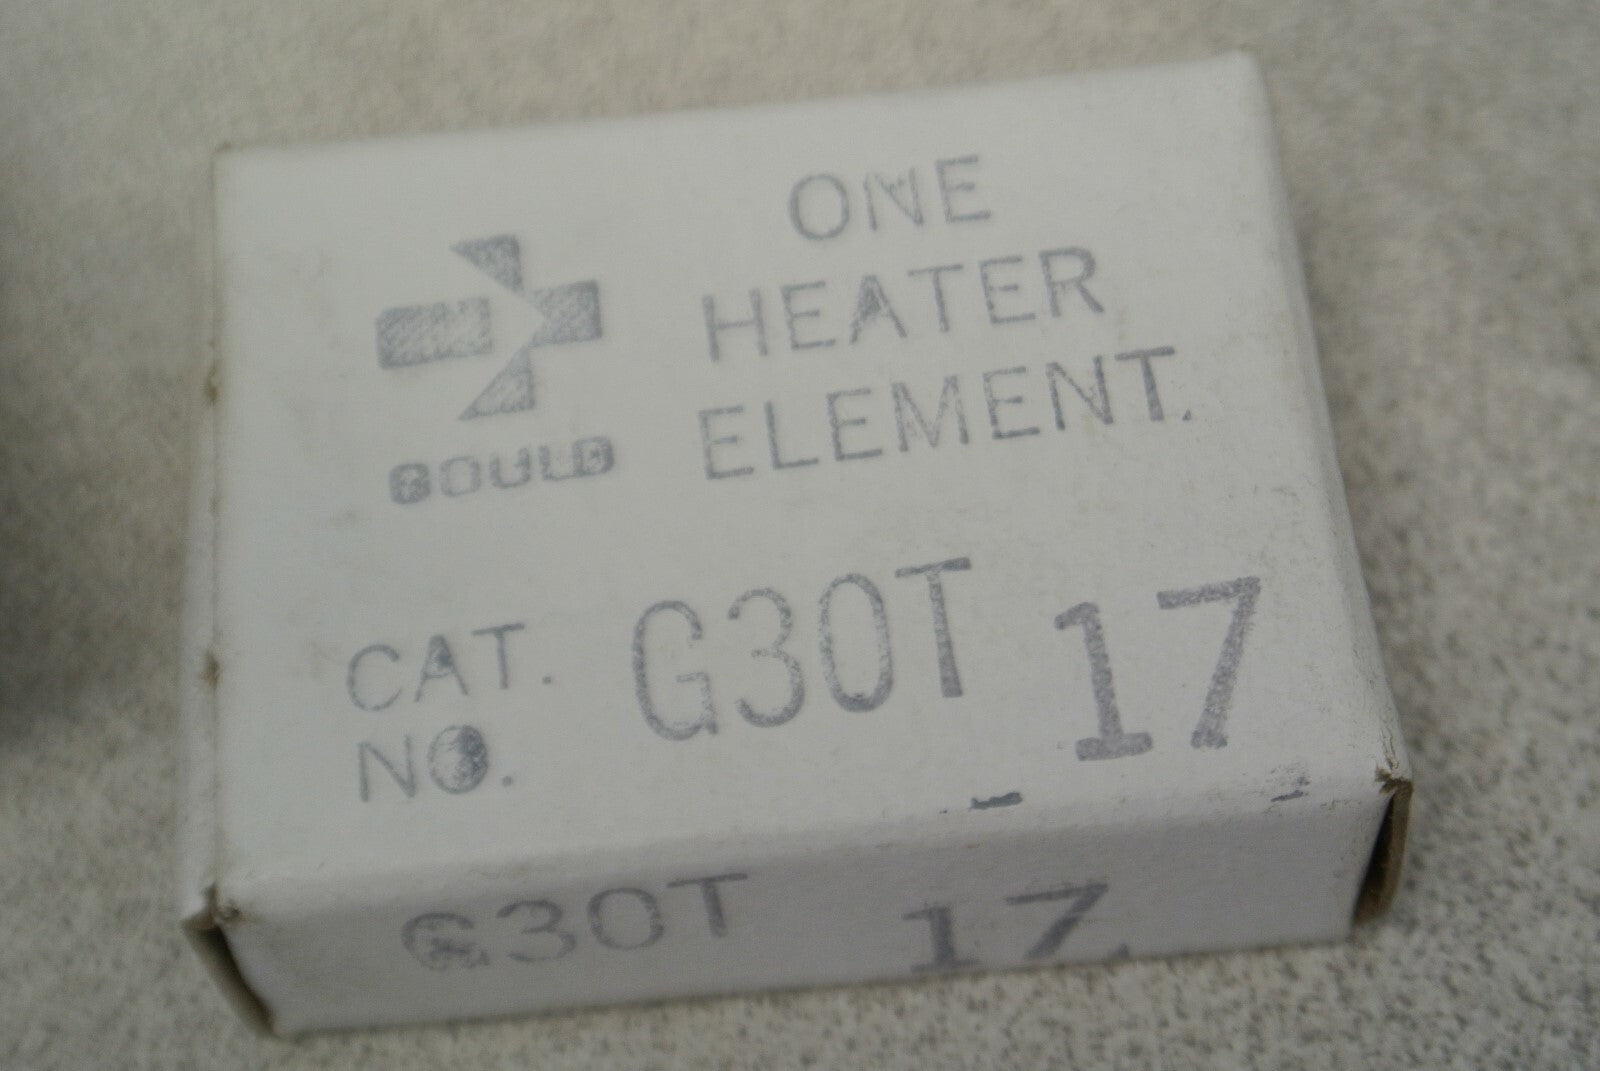 ONE
HEATER
ELEMENT.
GOULD
CAT.
NO.
G30T 17
G30T 17